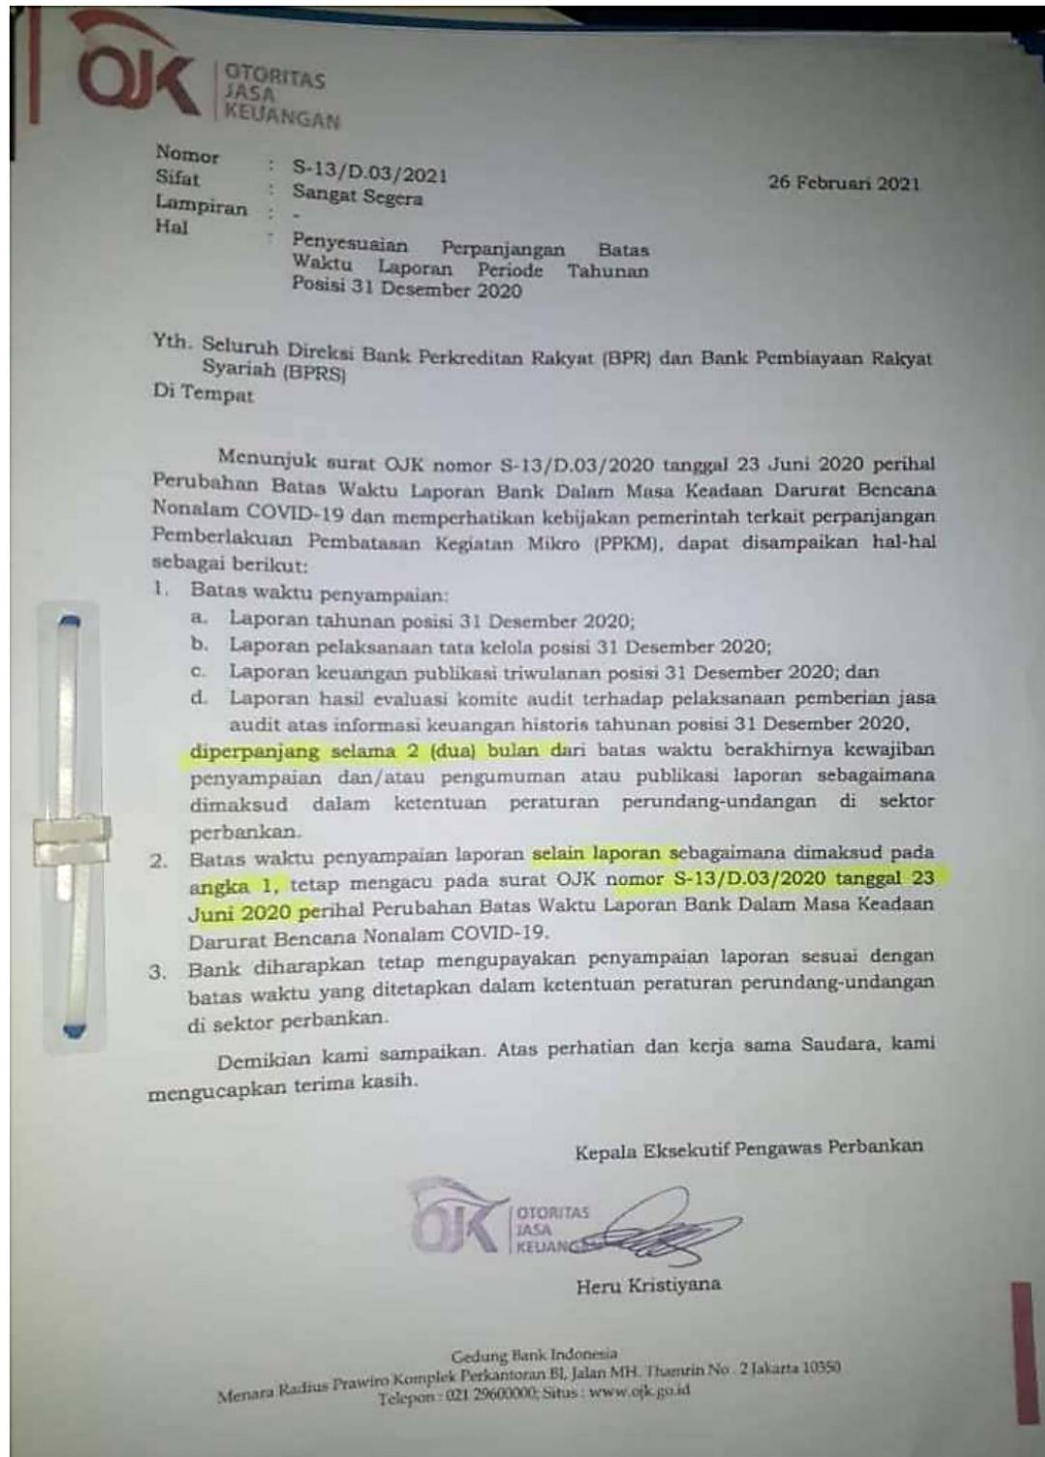 OJK OTORITAS
JASA
KEUANGAN
Nomor : S-13/D.03/2021 26 Februari 2021
Sifat : Sangat Segera
Lampiran : -
Hal : Penyesuaian Perpanjangan Batas
Waktu Laporan Periode Tahunan
Posisi 31 Desember 2020
Yth. Seluruh Direksi Bank Perkreditan Rakyat (BPR) dan Bank Pembiayaan Rakyat
Syariah (BPRS)
Di Tempat
Menunjuk surat OJK nomor S-13/D.03/2020 tanggal 23 Juni 2020 perihal
Perubahan Batas Waktu Laporan Bank Dalam Masa Keadaan Darurat Bencana
Nonalam COVID-19 dan memperhatikan kebijakan pemerintah terkait perpanjangan
Pemberlakuan Pembatasan Kegiatan Mikro (PPKM), dapat disampaikan hal-hal
sebagai berikut:
1. Batas waktu penyampaian:
a. Laporan tahunan posisi 31 Desember 2020;
b. Laporan pelaksanaan tata kelola posisi 31 Desember 2020;
c. Laporan keuangan publikasi triwulanan posisi 31 Desember 2020; dan
d. Laporan hasil evaluasi komite audit terhadap pelaksanaan pemberian jasa
audit atas informasi keuangan historis tahunan posisi 31 Desember 2020,
diperpanjang selama 2 (dua) bulan dari batas waktu berakhirnya kewajiban
penyampaian dan/atau pengumuman atau publikasi laporan sebagaimana
dimaksud dalam ketentuan peraturan perundang-undangan di sektor
perbankan.
2. Batas waktu penyampaian laporan selain laporan sebagaimana dimaksud pada
angka 1, tetap mengacu pada surat OJK nomor S-13/D.03/2020 tanggal 23
Juni 2020 perihal Perubahan Batas Waktu Laporan Bank Dalam Masa Keadaan
Darurat Bencana Nonalam COVID-19.
3. Bank diharapkan tetap mengupayakan penyampaian laporan sesuai dengan
batas waktu yang ditetapkan dalam ketentuan peraturan perundang-undangan
di sektor perbankan.
Demikian kami sampaikan. Atas perhatian dan kerja sama Saudara, kami
mengucapkan terima kasih.
Kepala Eksekutif Pengawas Perbankan
OJK OTORITAS
JASA
KEUANGAN
Heru Kristiyana
Gedung Bank Indonesia
Menara Radius Prawiro Komplek Perkantoran BI, Jalan MH. Thamrin No. 2 Jakarta 10350
Telepon : 021 29600000; Situs : www.ojk.go.id